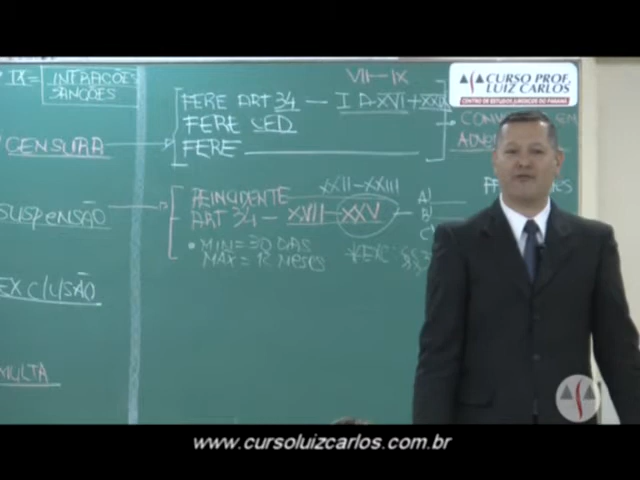 VII—IX
IX= INFRAÇÕES
SANÇÕES
CURSO PROF.
LUIZ CARLOS
CENTRO DE ESTUDOS JURÍDICOS DO PARANÁ
FERE ART 34 — I A XVI + XXIX
FERE CED
FERE
CENSURA
XXII-XXIII
REINCIDENTE
ART 34 — XVII - XXV
SUSPENSÃO
A)
B)
C)
• MIN= 30 DIAS
MAX= 12 MESES
*EXC: §§
EXCLUSÃO
MULTA
www.cursoluizcarlos.com.br